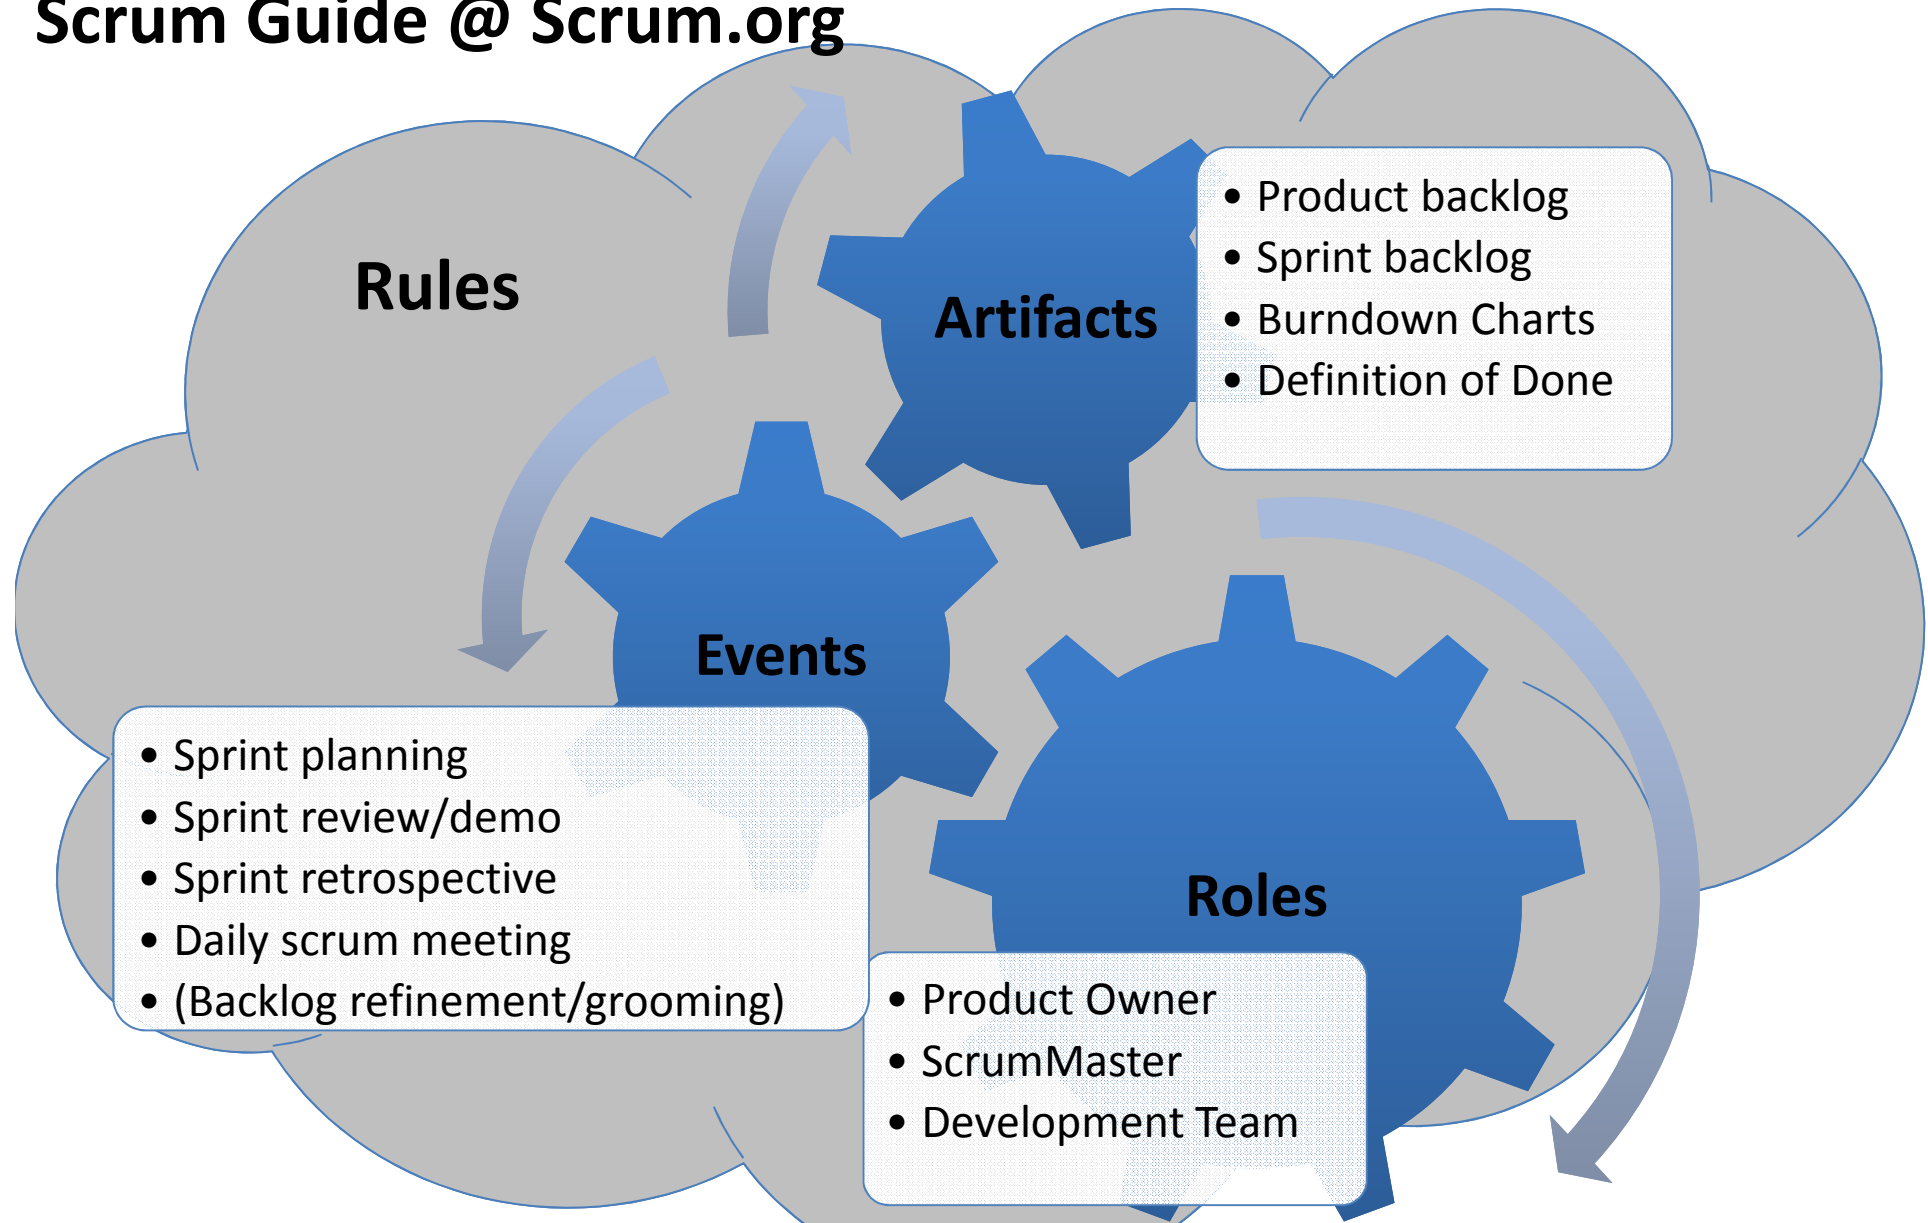 Scrum Guide @ Scrum.org
Rules
Artifacts
• Product backlog
• Sprint backlog
• Burndown Charts
• Definition of Done
Events
• Sprint planning
• Sprint review/demo
• Sprint retrospective
• Daily scrum meeting
• (Backlog refinement/grooming)
Roles
• Product Owner
• ScrumMaster
• Development Team